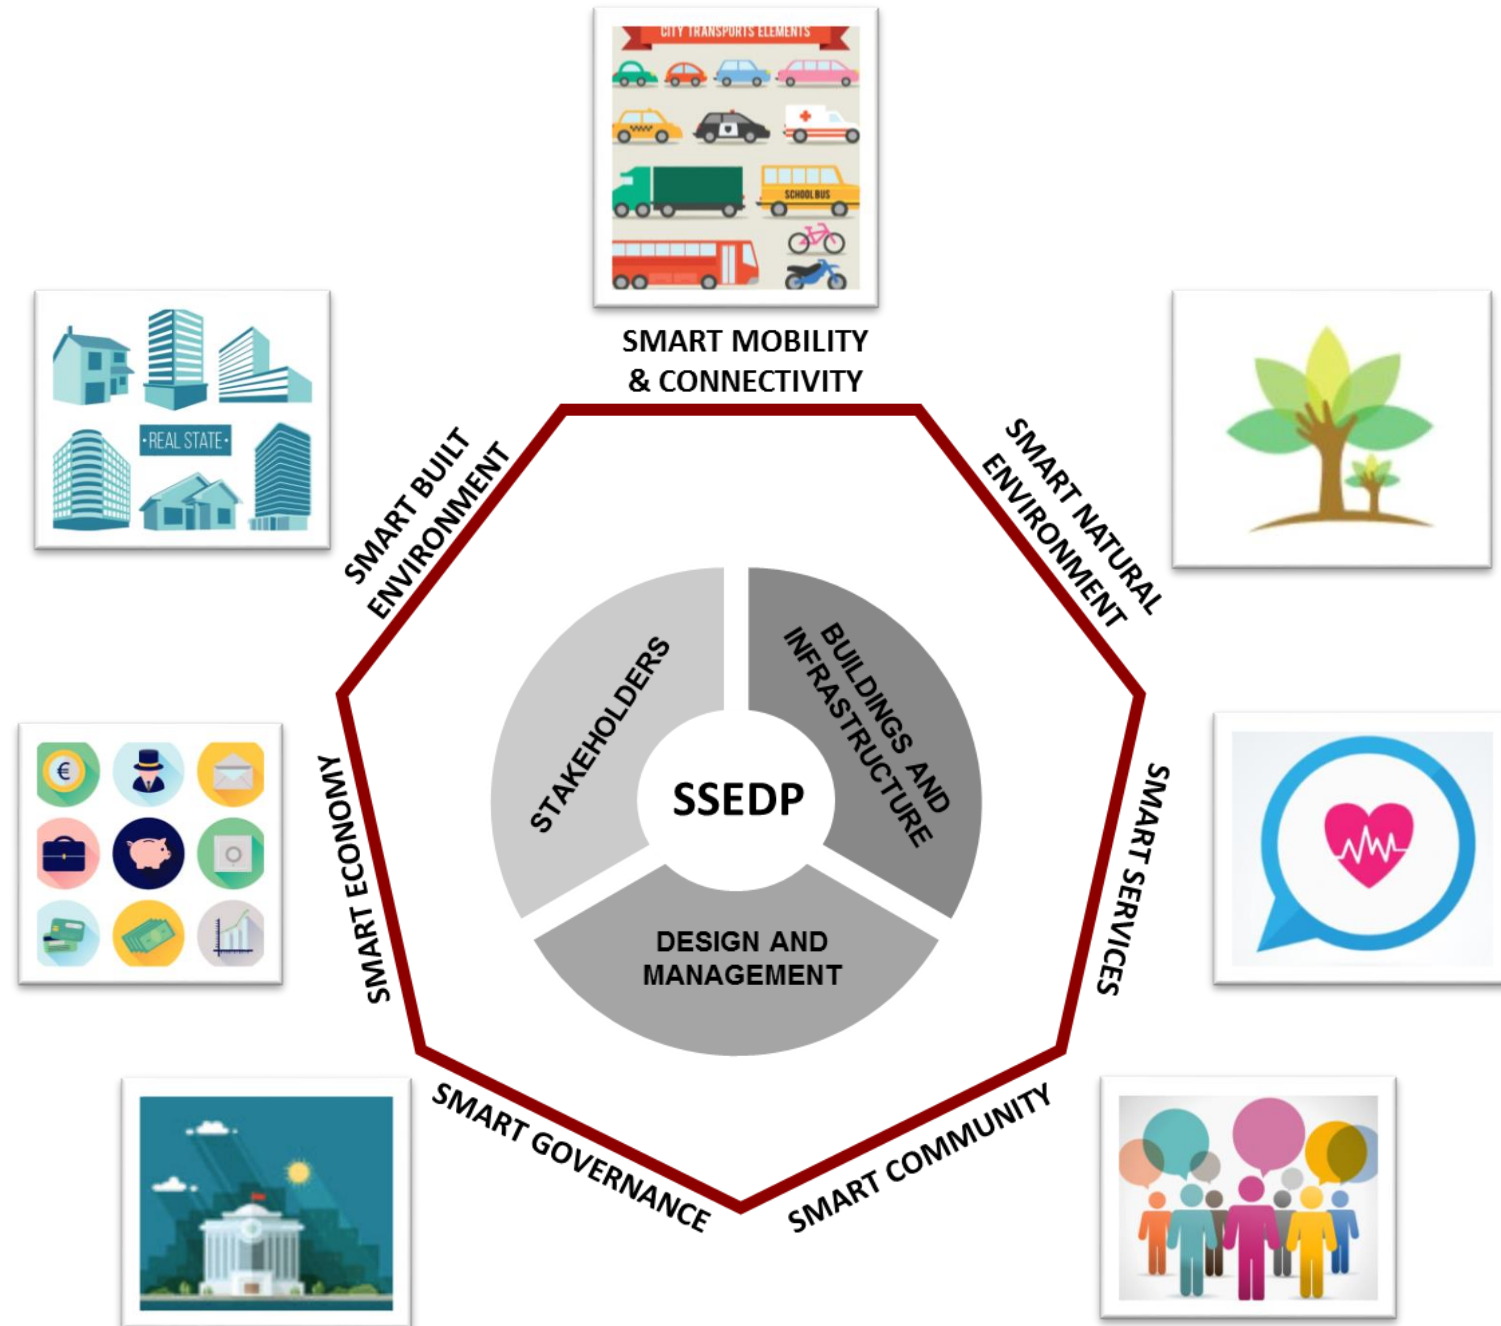 CITY TRANSPORTS ELEMENTS
SCHOOL BUS
SMART MOBILITY
& CONNECTIVITY
•REAL STATE•
SMART BUILT
ENVIRONMENT
SMART NATURAL
ENVIRONMENT
STAKEHOLDERS
BUILDINGS AND
INFRASTRUCTURE
SSEDP
DESIGN AND
MANAGEMENT
€
SMART ECONOMY
SMART SERVICES
SMART GOVERNANCE
SMART COMMUNITY